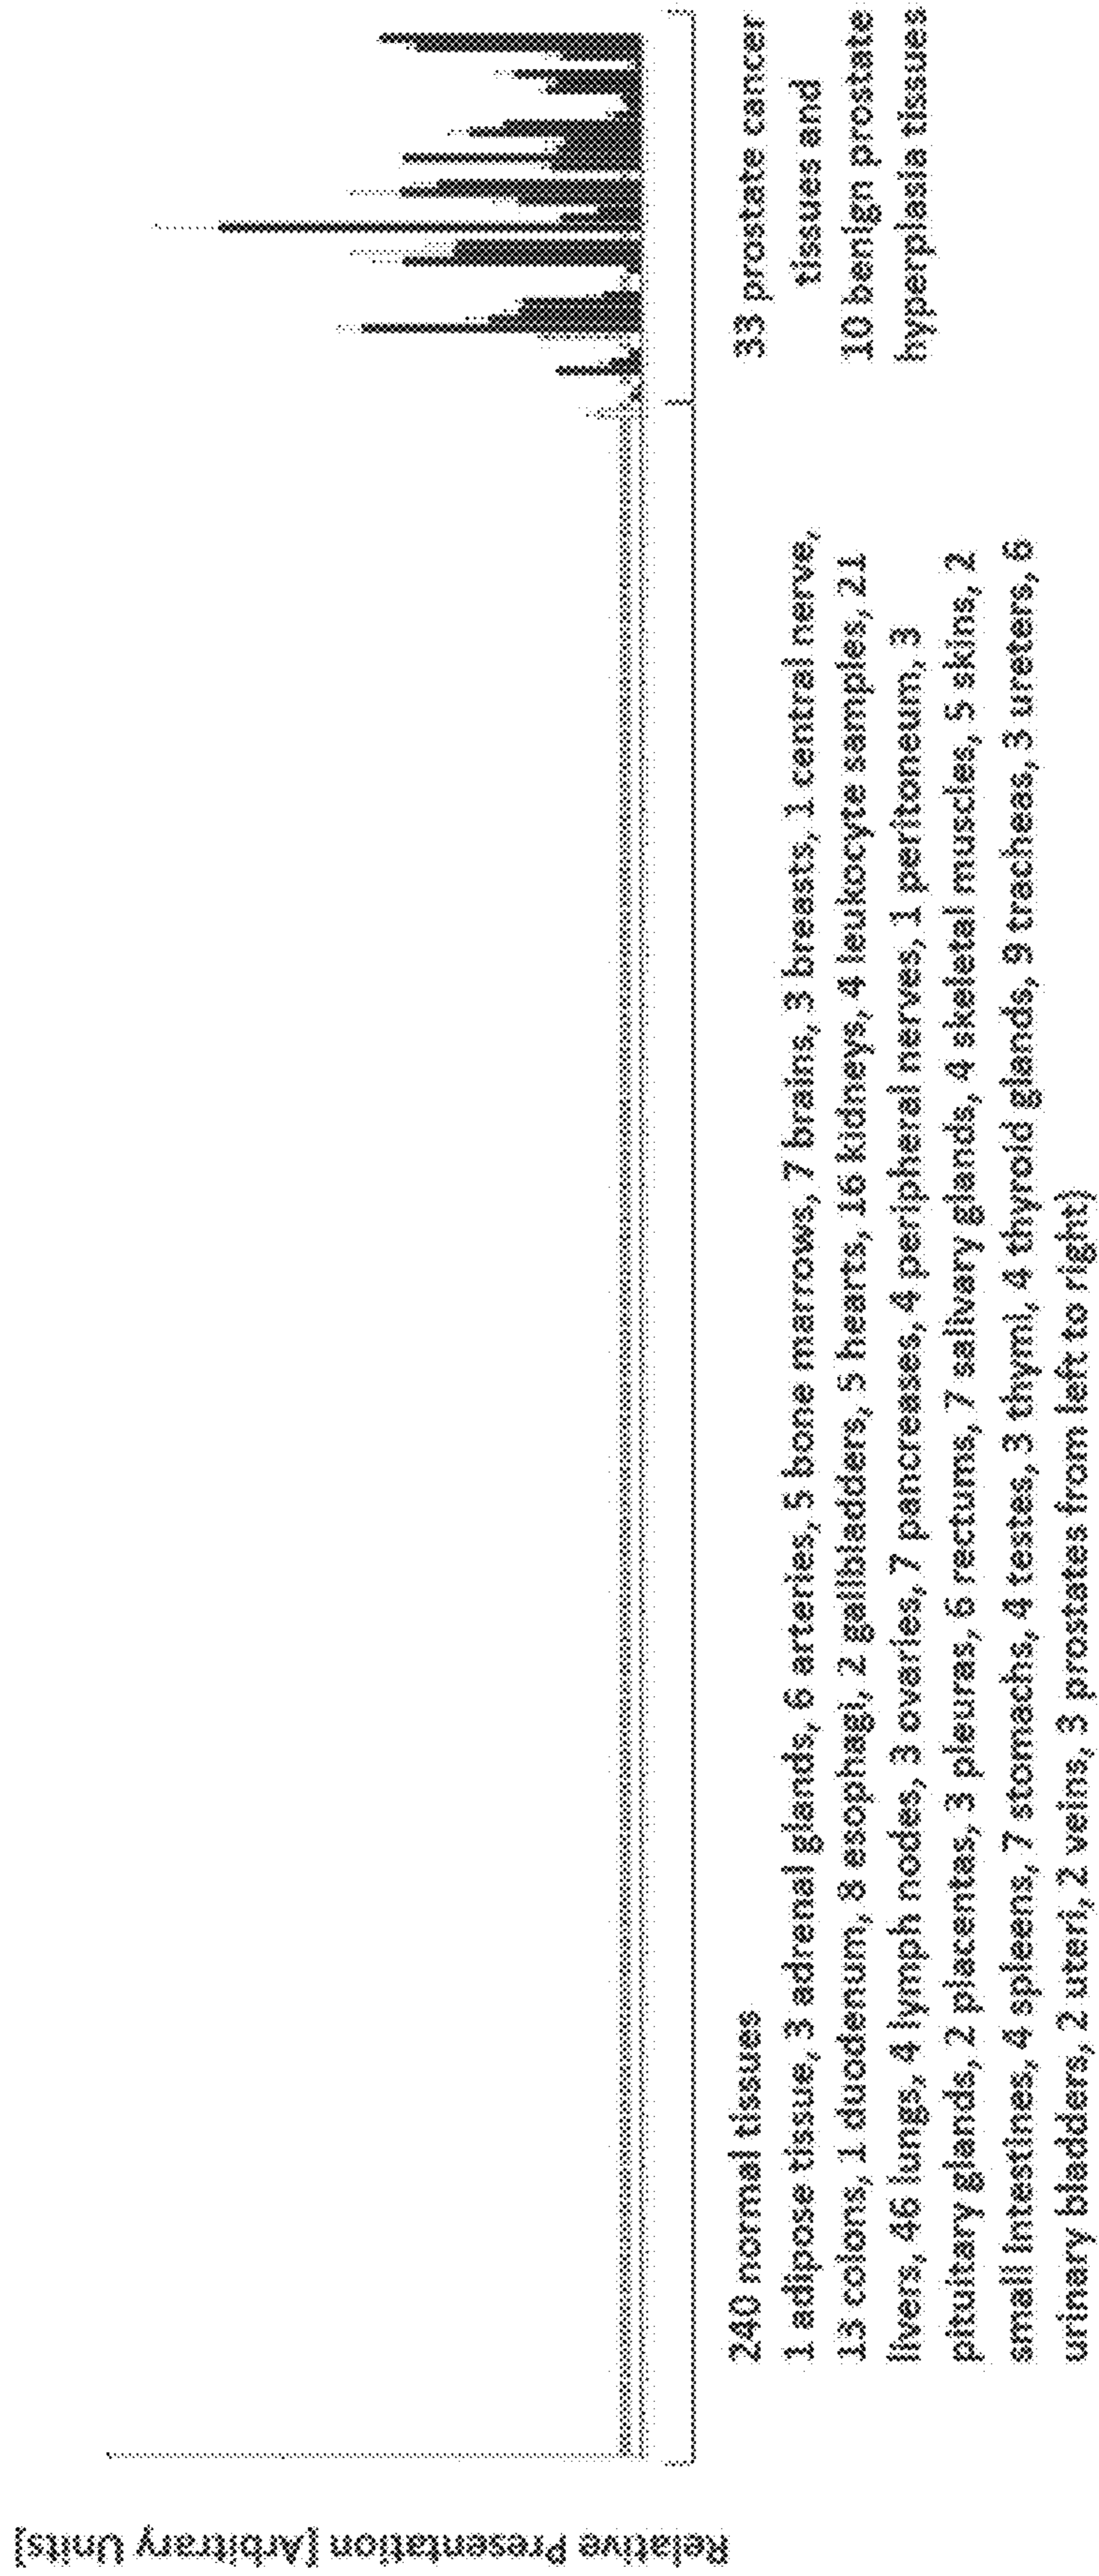 Relative Presentation [Arbitrary Units]
240 normal tissues
1 adipose tissue, 3 adrenal glands, 6 arteries, 5 bone marrows, 7 brains, 3 breasts, 1 central nerve,
13 colons, 1 duodenum, 8 esophagi, 2 gallbladders, 5 hearts, 16 kidneys, 4 leukocyte samples, 21
livers, 46 lungs, 4 lymph nodes, 3 ovaries, 7 pancreases, 4 peripheral nerves, 1 peritoneum, 3
pituitary glands, 2 placentas, 3 pleuras, 6 rectums, 7 salivary glands, 4 skeletal muscles, 5 skins, 2
small intestines, 4 spleens, 7 stomachs, 4 testes, 3 thymi, 4 thyroid glands, 9 tracheas, 3 ureters, 6
urinary bladders, 2 uteri, 2 veins, 3 prostates from left to right)
33 prostate cancer
tissues and
10 benign prostate
hyperplasia tissues